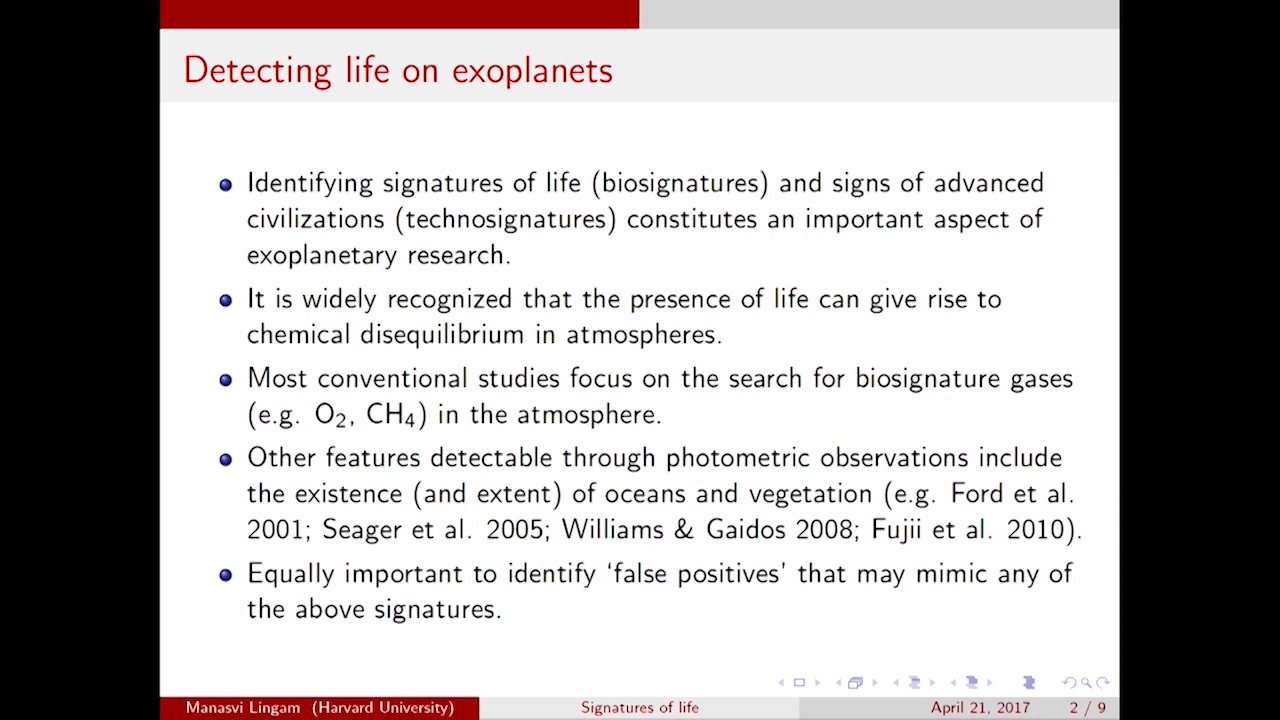 Detecting life on exoplanets
Identifying signatures of life (biosignatures) and signs of advanced
civilizations (technosignatures) constitutes an important aspect of
exoplanetary research.
It is widely recognized that the presence of life can give rise to
chemical disequilibrium in atmospheres.
Most conventional studies focus on the search for biosignature gases
(e.g. O₂, CH₄) in the atmosphere.
Other features detectable through photometric observations include
the existence (and extent) of oceans and vegetation (e.g. Ford et al.
2001; Seager et al. 2005; Williams & Gaidos 2008; Fujii et al. 2010).
Equally important to identify ‘false positives’ that may mimic any of
the above signatures.
Manasvi Lingam (Harvard University) Signatures of life April 21, 2017 2 / 9